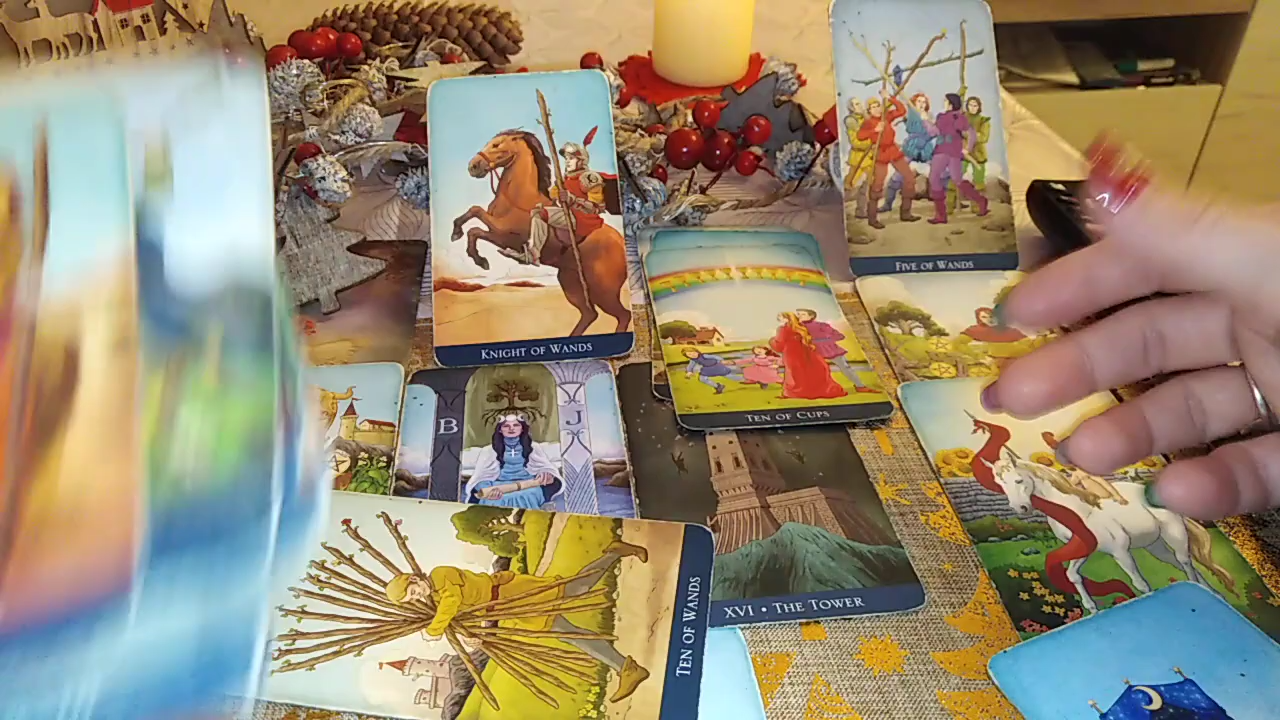 FIVE OF WANDS
KNIGHT OF WANDS
TEN OF CUPS
B
J
TEN OF WANDS
XVI • THE TOWER